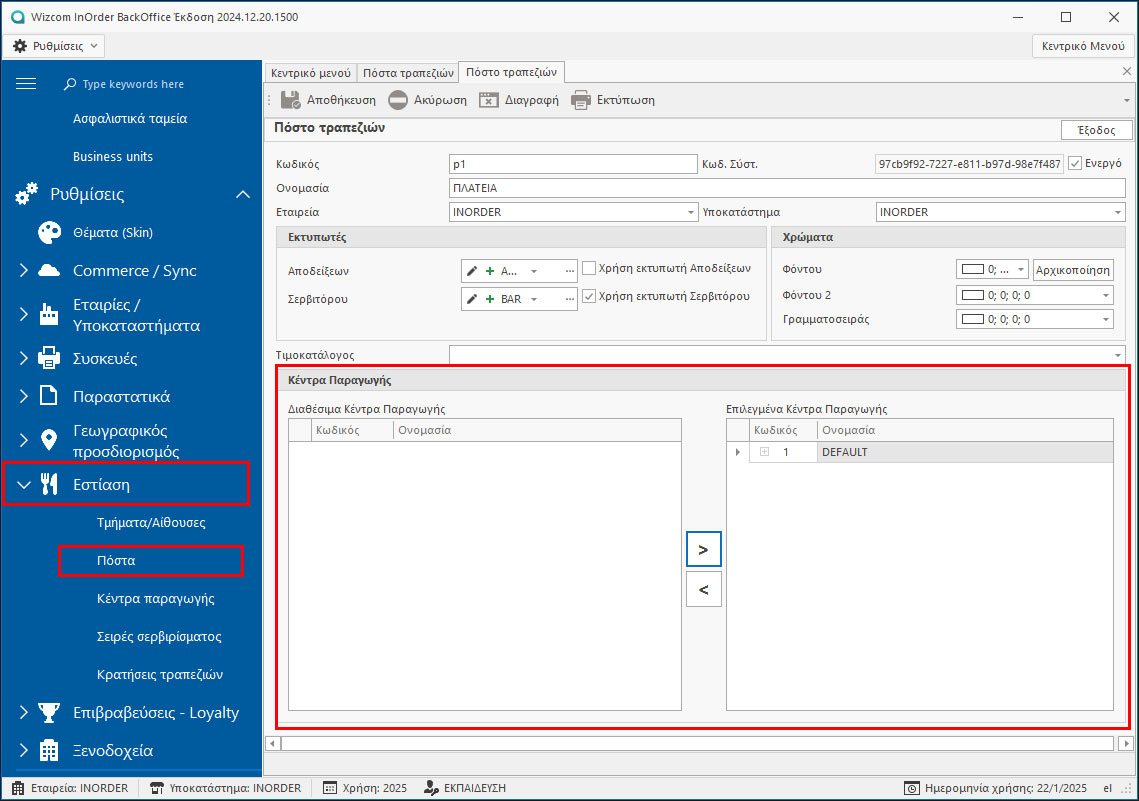 Wizcom InOrder BackOffice Έκδοση 2024.12.20.1500
Ρυθμίσεις
Κεντρικό Μενού
Type keywords here
Ασφαλιστικά ταμεία
Business units
Ρυθμίσεις
Θέματα (Skin)
Commerce / Sync
Εταιρίες /
Υποκαταστήματα
Συσκευές
Παραστατικά
Γεωγραφικός
προσδιορισμός
Εστίαση
Τμήματα/Αίθουσες
Πόστα
Κέντρα παραγωγής
Σειρές σερβιρίσματος
Κρατήσεις τραπεζιών
Επιβραβεύσεις - Loyalty
Ξενοδοχεία
Κεντρικό μενού Πόστα τραπεζιών Πόστο τραπεζιών
Αποθήκευση Ακύρωση Διαγραφή Εκτύπωση
Πόστο τραπεζιών
Έξοδος
Κωδικός p1 Κωδ. Σύστ. 97cb9f92-7227-e811-b97d-98e7f487 Ενεργό
Ονομασία ΠΛΑΤΕΙΑ
Εταιρεία INORDER Υποκατάστημα INORDER
Εκτυπωτές
Αποδείξεων Α... ... Χρήση εκτυπωτή Αποδείξεων
Σερβιτόρου BAR ... Χρήση εκτυπωτή Σερβιτόρου
Χρώματα
Φόντου 0; ... Αρχικοποίηση
Φόντου 2 0; 0; 0; 0
Γραμματοσειράς 0; 0; 0; 0
Τιμοκατάλογος
Κέντρα Παραγωγής
Διαθέσιμα Κέντρα Παραγωγής
Κωδικός Ονομασία
>
<
Επιλεγμένα Κέντρα Παραγωγής
Κωδικός Ονομασία
1 DEFAULT
Εταιρεία: INORDER Υποκατάστημα: INORDER Χρήση: 2025 ΕΚΠΑΙΔΕΥΣΗ Ημερομηνία χρήσης: 22/1/2025 el